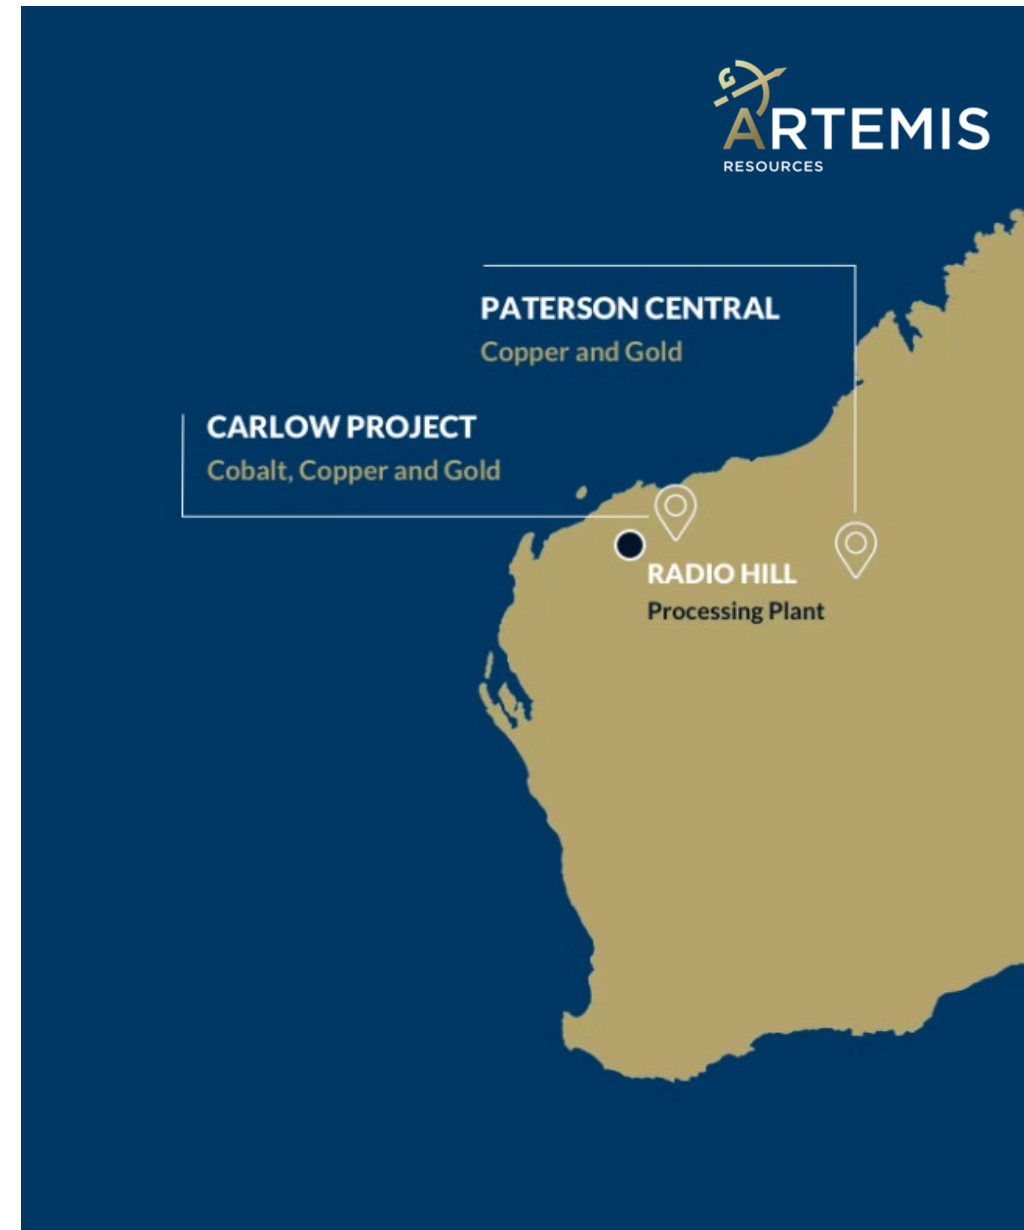 ARTEMIS
RESOURCES
PATERSON CENTRAL
Copper and Gold
CARLOW PROJECT
Cobalt, Copper and Gold
RADIO HILL
Processing Plant